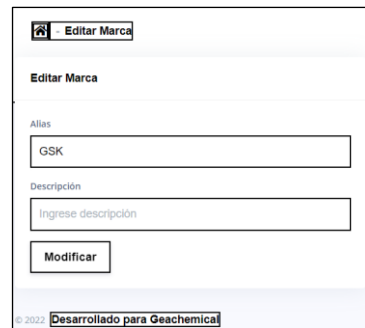 - Editar Marca
Editar Marca
Alias
GSK
Descripción
Ingrese descripción
Modificar
© 2022 Desarrollado para Geachemical